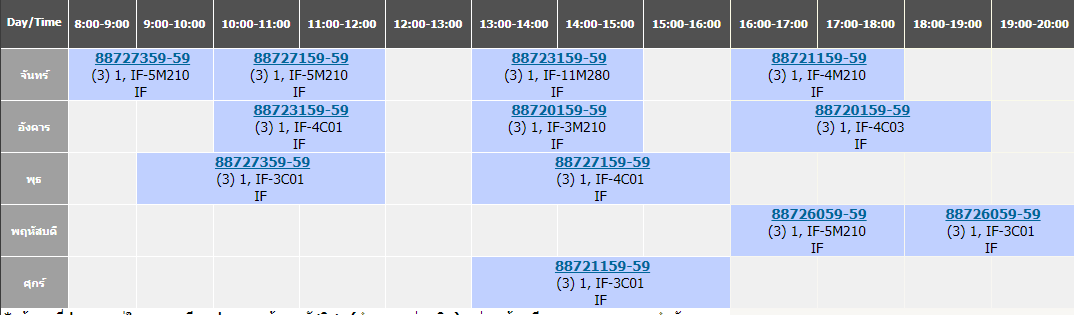 Day/Time 8:00-9:00 9:00-10:00 10:00-11:00 11:00-12:00 12:00-13:00 13:00-14:00 14:00-15:00 15:00-16:00 16:00-17:00 17:00-18:00 18:00-19:00 19:00-20:00
88727359-59 88727159-59 88723159-59 88721159-59
จันทร์ (3) 1, IF-5M210 (3) 1, IF-5M210 (3) 1, IF-11M280 (3) 1, IF-4M210
IF IF IF IF
88723159-59 88720159-59 88720159-59
อังคาร (3) 1, IF-4C01 (3) 1, IF-3M210 (3) 1, IF-4C03
IF IF IF
88727359-59 88727159-59
พุธ (3) 1, IF-3C01 (3) 1, IF-4C01
IF IF
88726059-59 88726059-59
พฤหัสบดี (3) 1, IF-5M210 (3) 1, IF-3C01
IF IF
88721159-59
ศุกร์ (3) 1, IF-3C01
IF